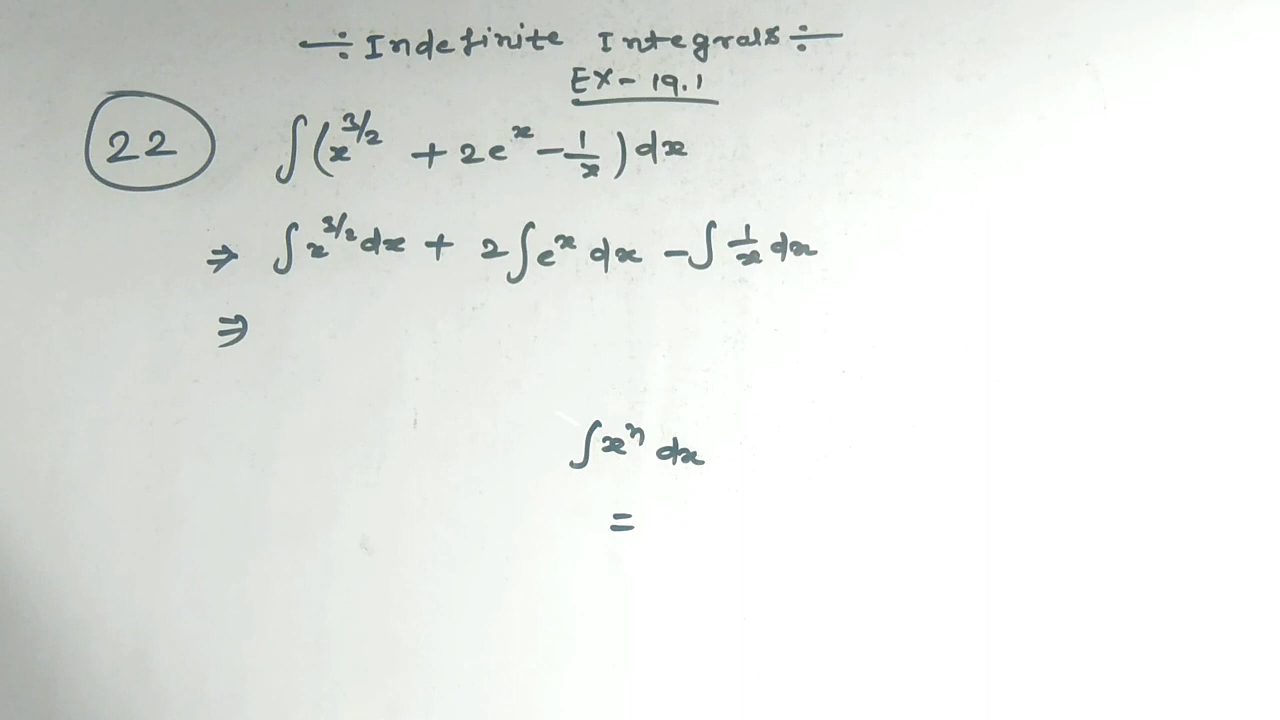 ÷ Indefinite Integrals ÷
EX- 19.1
22 ∫(x^{3/2} + 2e^x - 1/x) dx
⇒ ∫x^{3/2} dx + 2∫e^x dx - ∫1/x dx
⇒
∫x^n dx
=